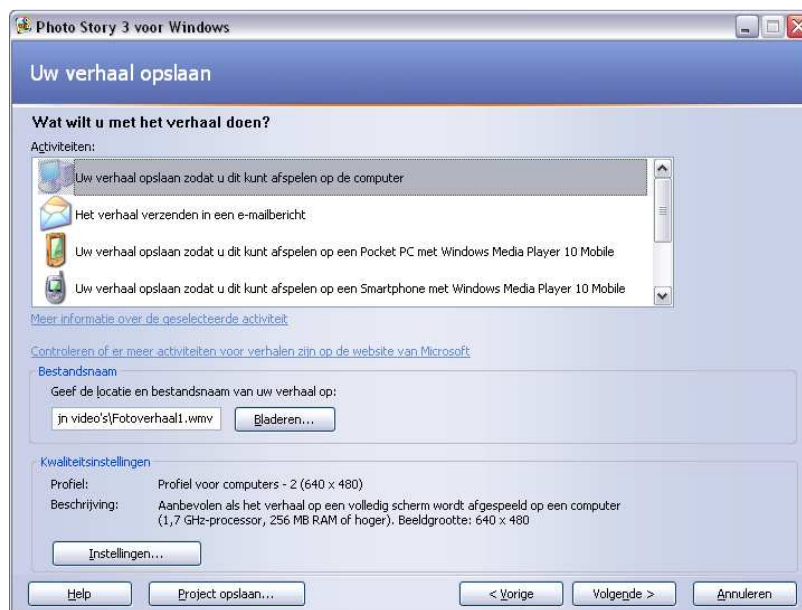 Photo Story 3 voor Windows
Uw verhaal opslaan
Wat wilt u met het verhaal doen?
Activiteiten:
Uw verhaal opslaan zodat u dit kunt afspelen op de computer
Het verhaal verzenden in een e-mailbericht
Uw verhaal opslaan zodat u dit kunt afspelen op een Pocket PC met Windows Media Player 10 Mobile
Uw verhaal opslaan zodat u dit kunt afspelen op een Smartphone met Windows Media Player 10 Mobile
Meer informatie over de geselecteerde activiteit
Controleren of er meer activiteiten voor verhalen zijn op de website van Microsoft
Bestandsnaam
Geef de locatie en bestandsnaam van uw verhaal op:
jn video's\Fotoverhaal1.wmv Bladeren...
Kwaliteitsinstellingen
Profiel: Profiel voor computers - 2 (640 x 480)
Beschrijving: Aanbevolen als het verhaal op een volledig scherm wordt afgespeeld op een computer
(1,7 GHz-processor, 256 MB RAM of hoger). Beeldgrootte: 640 x 480
Instellingen...
Help Project opslaan... < Vorige Volgende > Annuleren